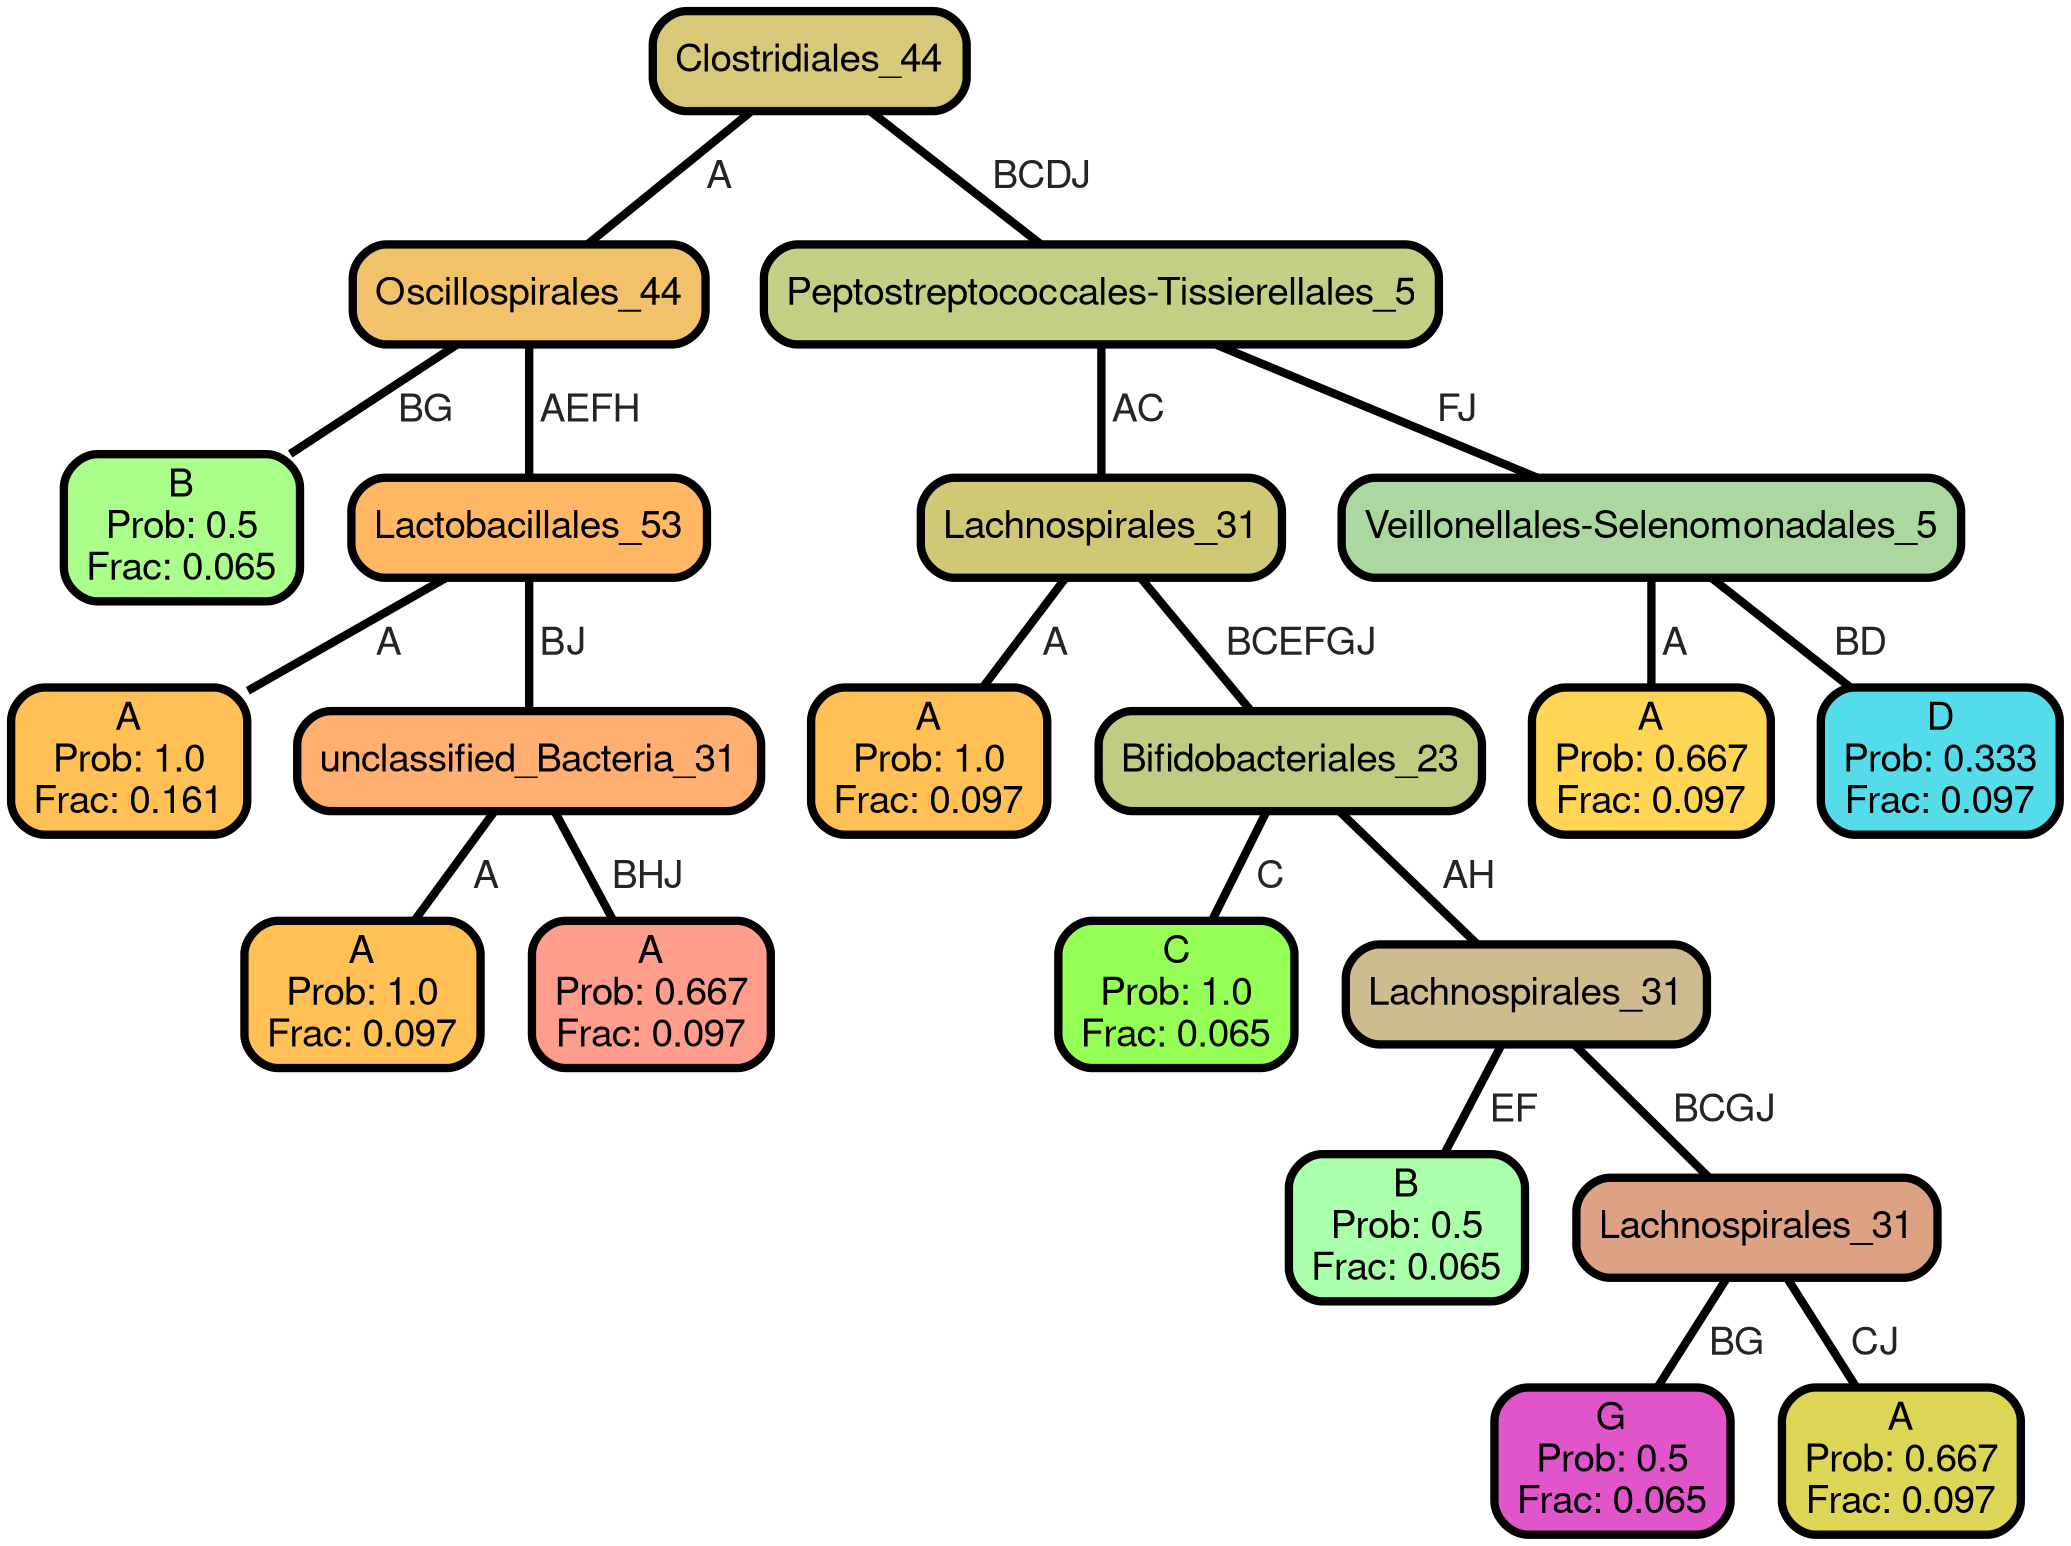 Clostridiales_44
A
BCDJ
Oscillospirales_44
Peptostreptococcales-Tissierellales_5
BG
AEFH
AC
FJ
B
Prob: 0.5
Frac: 0.065
Lactobacillales_53
Lachnospirales_31
Veillonellales-Selenomonadales_5
A
BJ
A
BCEFGJ
A
BD
A
Prob: 1.0
Frac: 0.161
unclassified_Bacteria_31
A
Prob: 1.0
Frac: 0.097
Bifidobacteriales_23
A
Prob: 0.667
Frac: 0.097
D
Prob: 0.333
Frac: 0.097
A
BHJ
C
AH
A
Prob: 1.0
Frac: 0.097
A
Prob: 0.667
Frac: 0.097
C
Prob: 1.0
Frac: 0.065
Lachnospirales_31
EF
BCGJ
B
Prob: 0.5
Frac: 0.065
Lachnospirales_31
BG
CJ
G
Prob: 0.5
Frac: 0.065
A
Prob: 0.667
Frac: 0.097